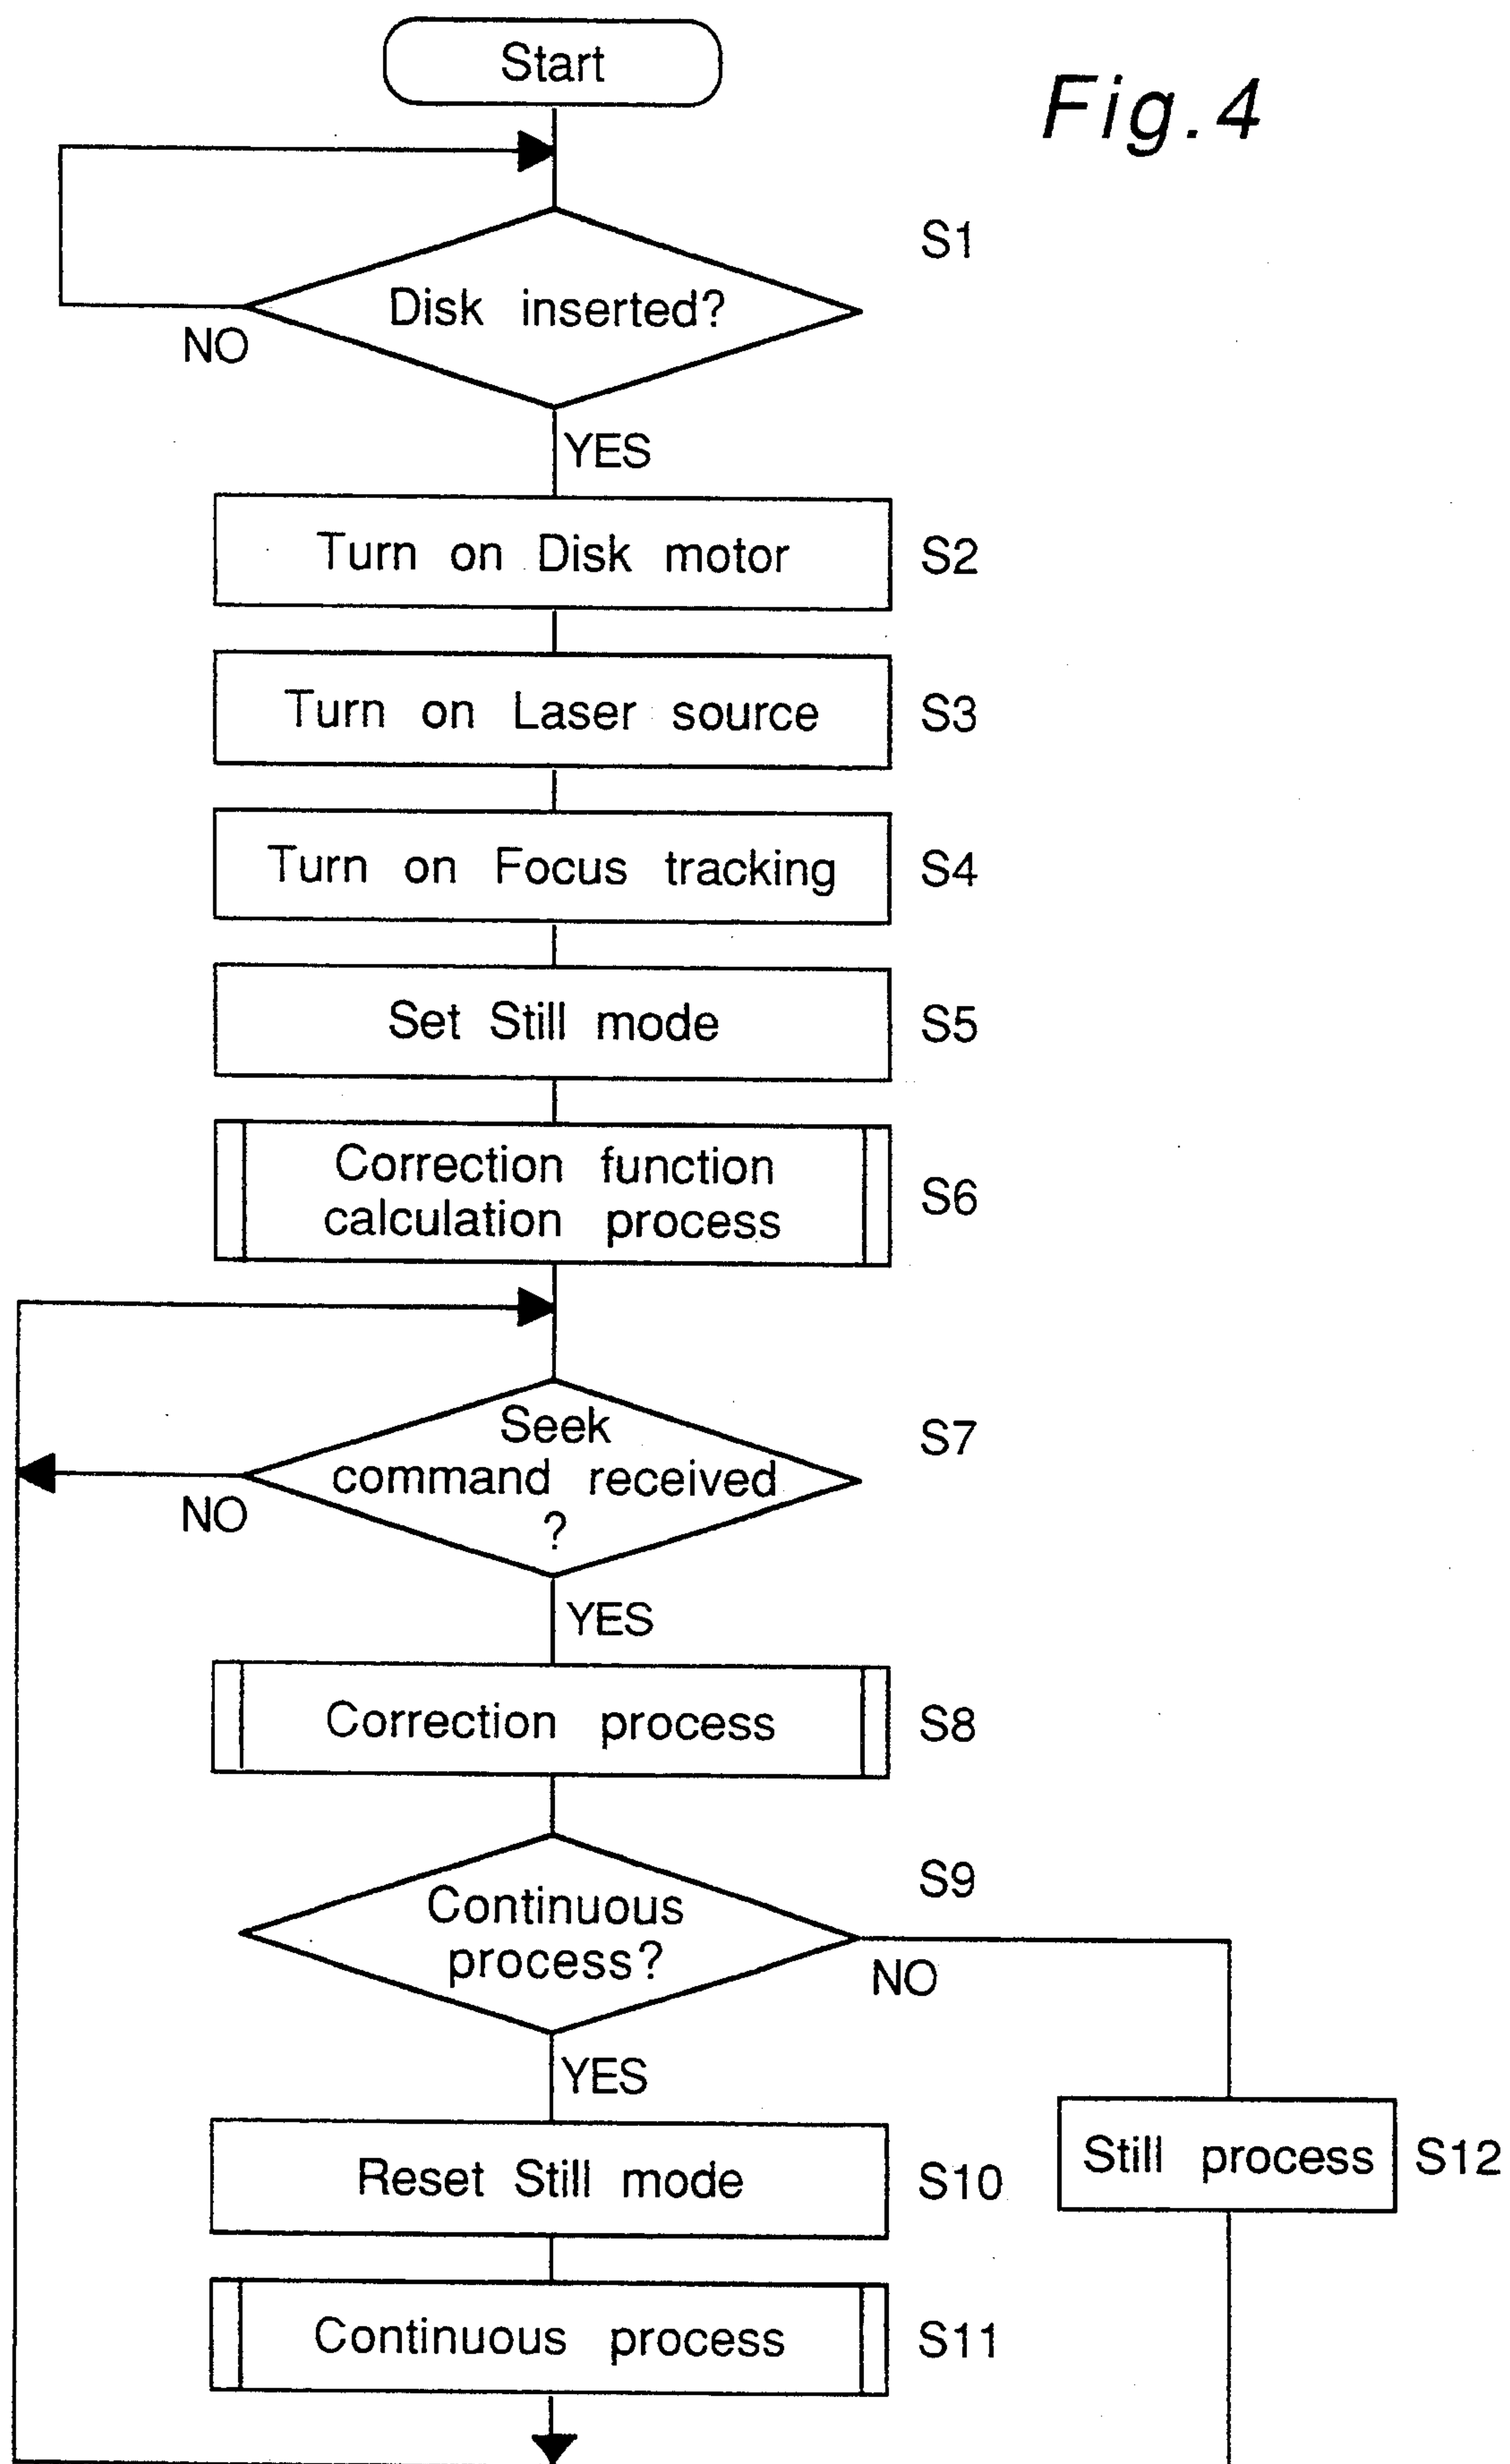 Start
Fig.4
S1
Disk inserted?
NO
YES
Turn on Disk motor S2
Turn on Laser source S3
Turn on Focus tracking S4
Set Still mode S5
Correction function
calculation process
S6
Seek
command received
?
S7
NO
YES
Correction process S8
Continuous
process?
S9
NO
YES
Reset Still mode S10
Still process S12
Continuous process S11